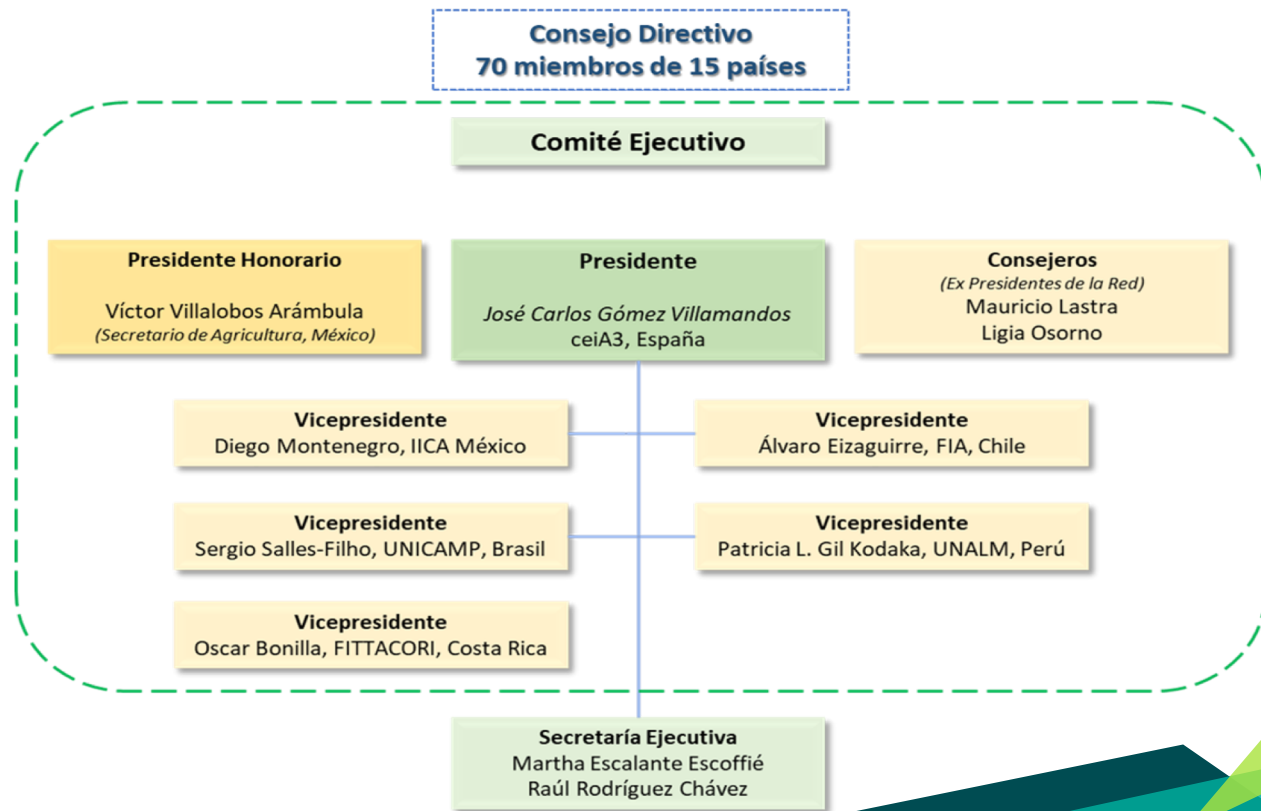 Consejo Directivo
70 miembros de 15 países
Comité Ejecutivo
Presidente Honorario
Víctor Villalobos Arámbula
(Secretario de Agricultura, México)
Presidente
José Carlos Gómez Villamandos
ceiA3, España
Consejeros
(Ex Presidentes de la Red)
Mauricio Lastra
Ligia Osorno
Vicepresidente
Diego Montenegro, IICA México
Vicepresidente
Álvaro Eizaguirre, FIA, Chile
Vicepresidente
Sergio Salles-Filho, UNICAMP, Brasil
Vicepresidente
Patricia L. Gil Kodaka, UNALM, Perú
Vicepresidente
Oscar Bonilla, FITTACORI, Costa Rica
Secretaría Ejecutiva
Martha Escalante Escoffié
Raúl Rodríguez Chávez